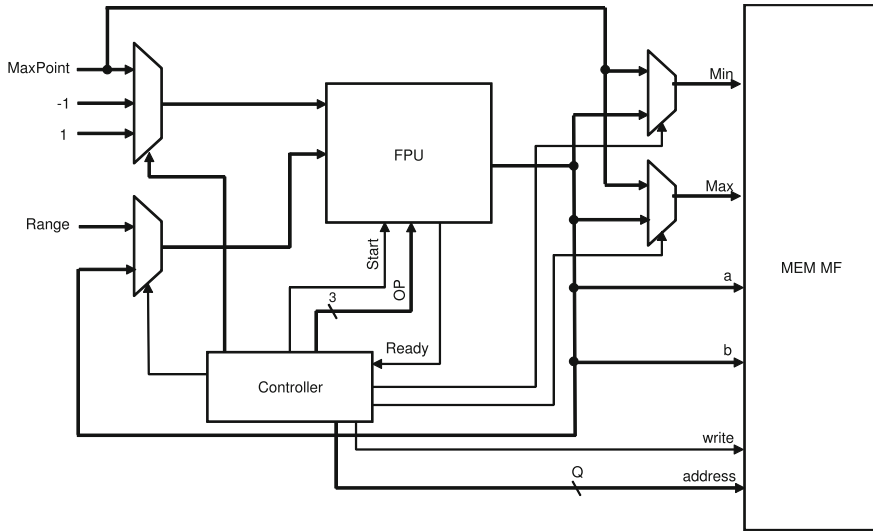 MaxPoint
-1
1
Range
FPU
Start
OP
3
Ready
Controller
Min
Max
a
b
write
address
Q
MEM MF